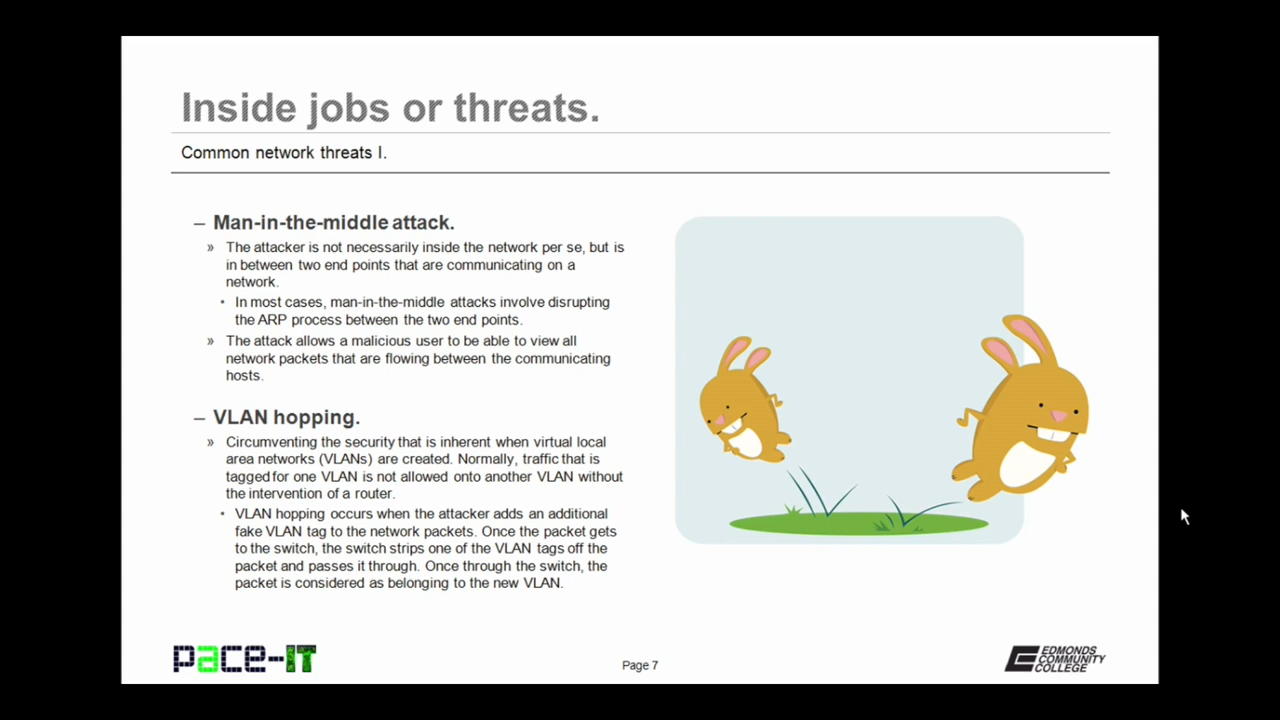 Inside jobs or threats.
Common network threats I.
– Man-in-the-middle attack.
» The attacker is not necessarily inside the network per se, but is
in between two end points that are communicating on a
network.
• In most cases, man-in-the-middle attacks involve disrupting
the ARP process between the two end points.
» The attack allows a malicious user to be able to view all
network packets that are flowing between the communicating
hosts.
– VLAN hopping.
» Circumventing the security that is inherent when virtual local
area networks (VLANs) are created. Normally, traffic that is
tagged for one VLAN is not allowed onto another VLAN without
the intervention of a router.
• VLAN hopping occurs when the attacker adds an additional
fake VLAN tag to the network packets. Once the packet gets
to the switch, the switch strips one of the VLAN tags off the
packet and passes it through. Once through the switch, the
packet is considered as belonging to the new VLAN.
pace-IT
Page 7
EDMONDS
COMMUNITY
COLLEGE